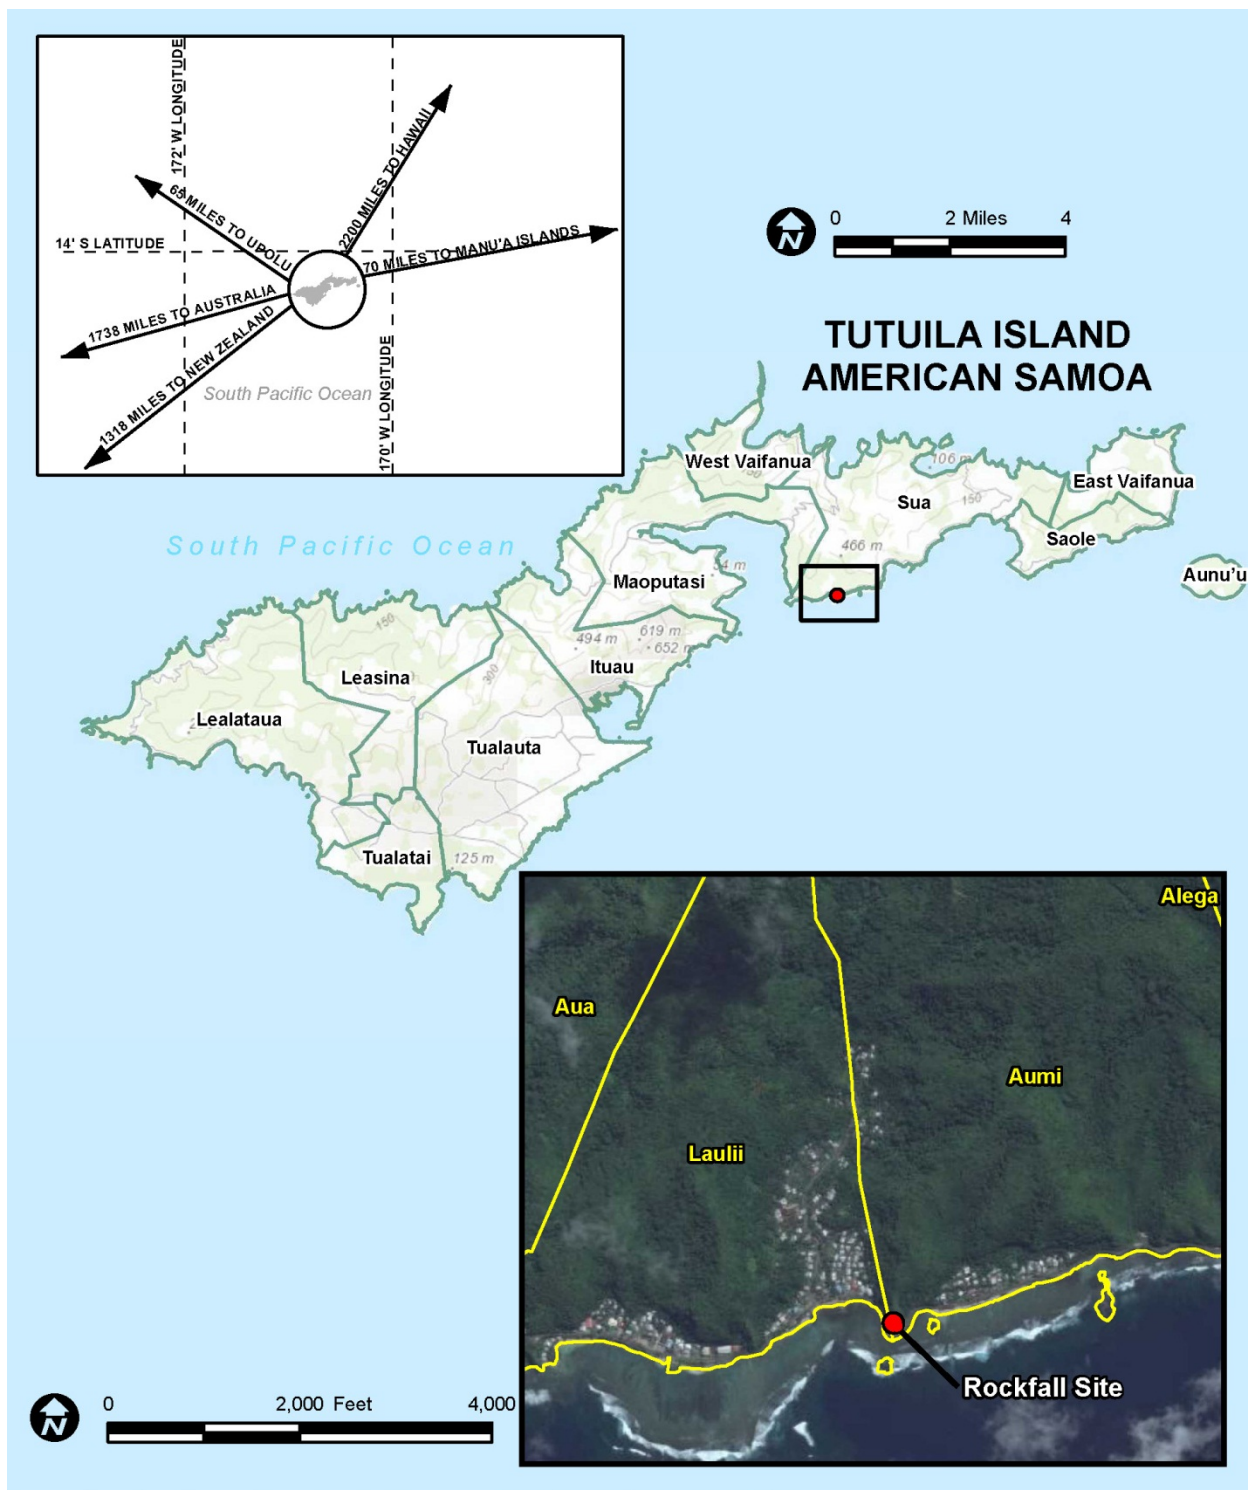 172' W LONGITUDE
2200 MILES TO HAWAII
65 MILES TO UPOLU
14' S LATITUDE
70 MILES TO MANU'A ISLANDS
1738 MILES TO AUSTRALIA
1318 MILES TO NEW ZEALAND
South Pacific Ocean
170' W LONGITUDE
N
0 2 Miles 4
TUTUILA ISLAND
AMERICAN SAMOA
West Vaifanua
106 m
East Vaifanua
Sua
150
Saole
466 m
South Pacific Ocean
Maoputasi
Aunu'u
619 m
494 m
652 m
150
Ituau
Leasina
300
Lealataua
Tualauta
Tualatai
125 m
Alega
Aua
Aumi
Laulii
Rockfall Site
N
0 2,000 Feet 4,000